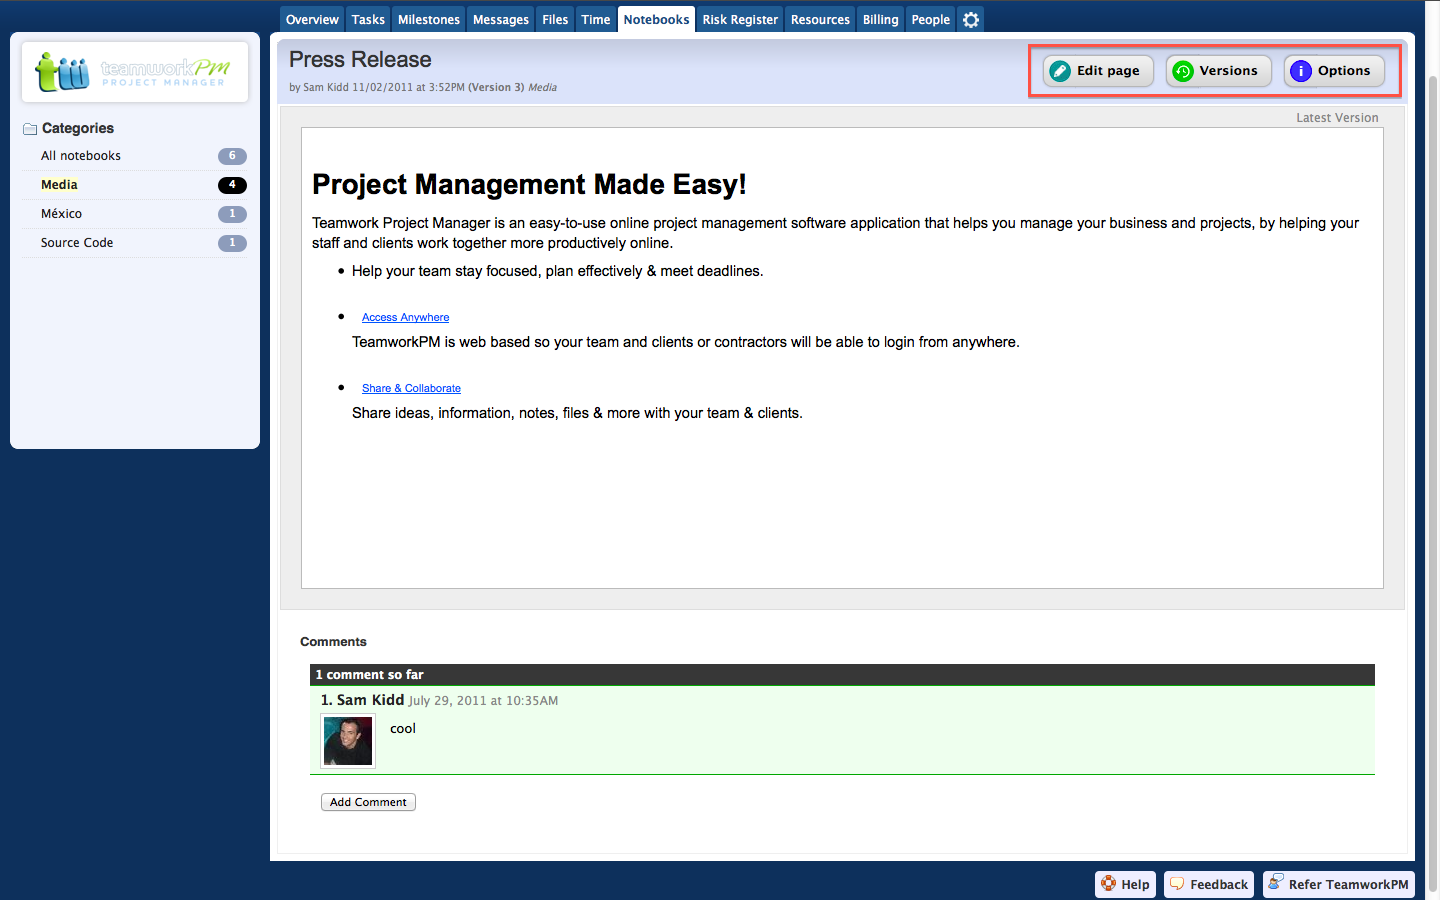 Overview Tasks Milestones Messages Files Time Notebooks Risk Register Resources Billing People
teamworkPM
PROJECT MANAGER
Categories
All notebooks 6
Media 4
México 1
Source Code 1
Press Release
by Sam Kidd 11/02/2011 at 3:52PM (Version 3) Media
Edit page Versions Options
Latest Version
Project Management Made Easy!
Teamwork Project Manager is an easy-to-use online project management software application that helps you manage your business and projects, by helping your
staff and clients work together more productively online.
• Help your team stay focused, plan effectively & meet deadlines.
• Access Anywhere
TeamworkPM is web based so your team and clients or contractors will be able to login from anywhere.
• Share & Collaborate
Share ideas, information, notes, files & more with your team & clients.
Comments
1 comment so far
1. Sam Kidd July 29, 2011 at 10:35AM
cool
Add Comment
Help Feedback Refer TeamworkPM